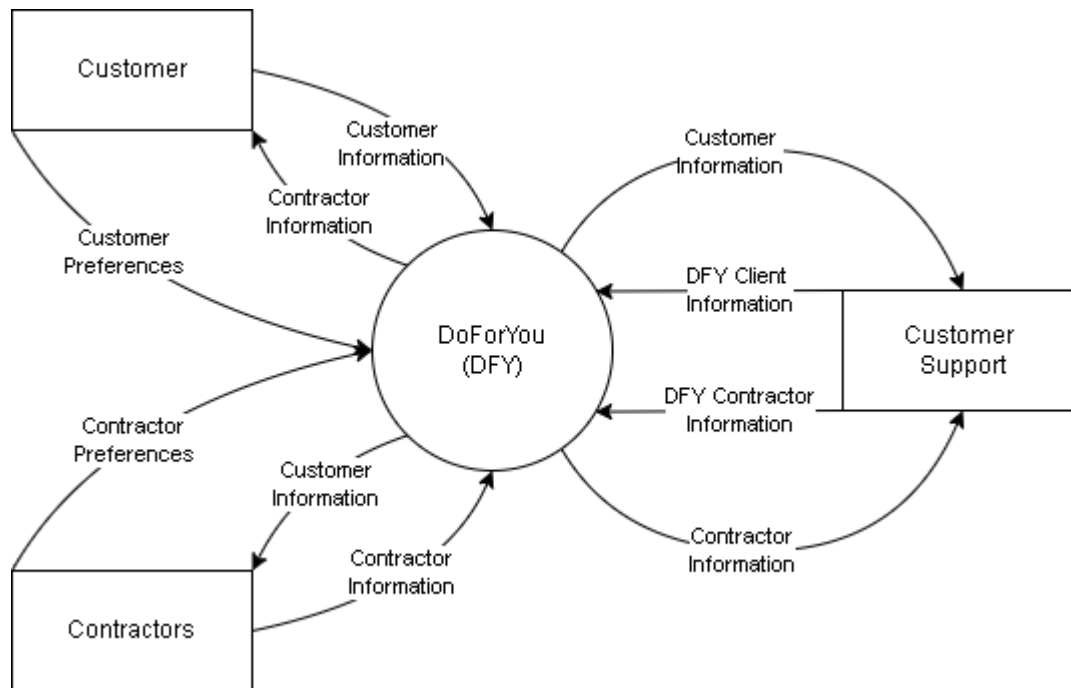 Customer
Customer
Information
Contractor
Information
Customer
Preferences
Customer
Information
DFY Client
Information
DoForYou
(DFY)
Customer
Support
DFY Contractor
Information
Contractor
Preferences
Customer
Information
Contractor
Information
Contractor
Information
Contractors